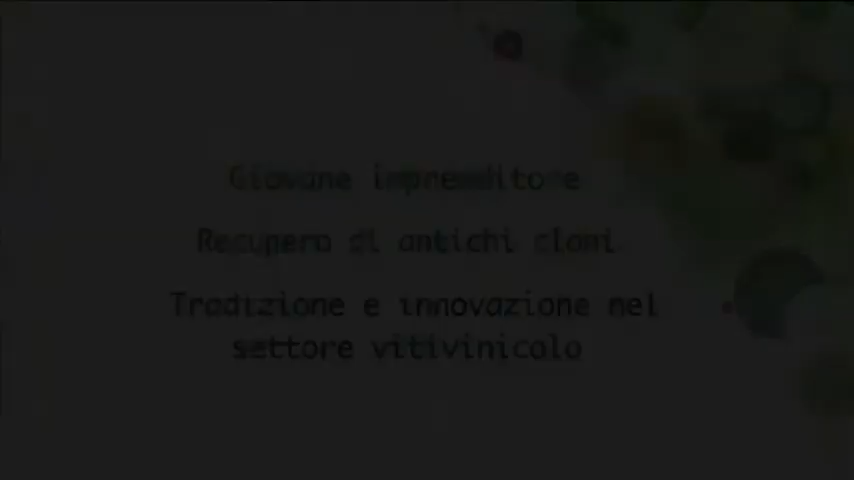 Giovane imprenditore
Recupero di antichi cloni
Tradizione e innovazione nel
settore vitivinicolo